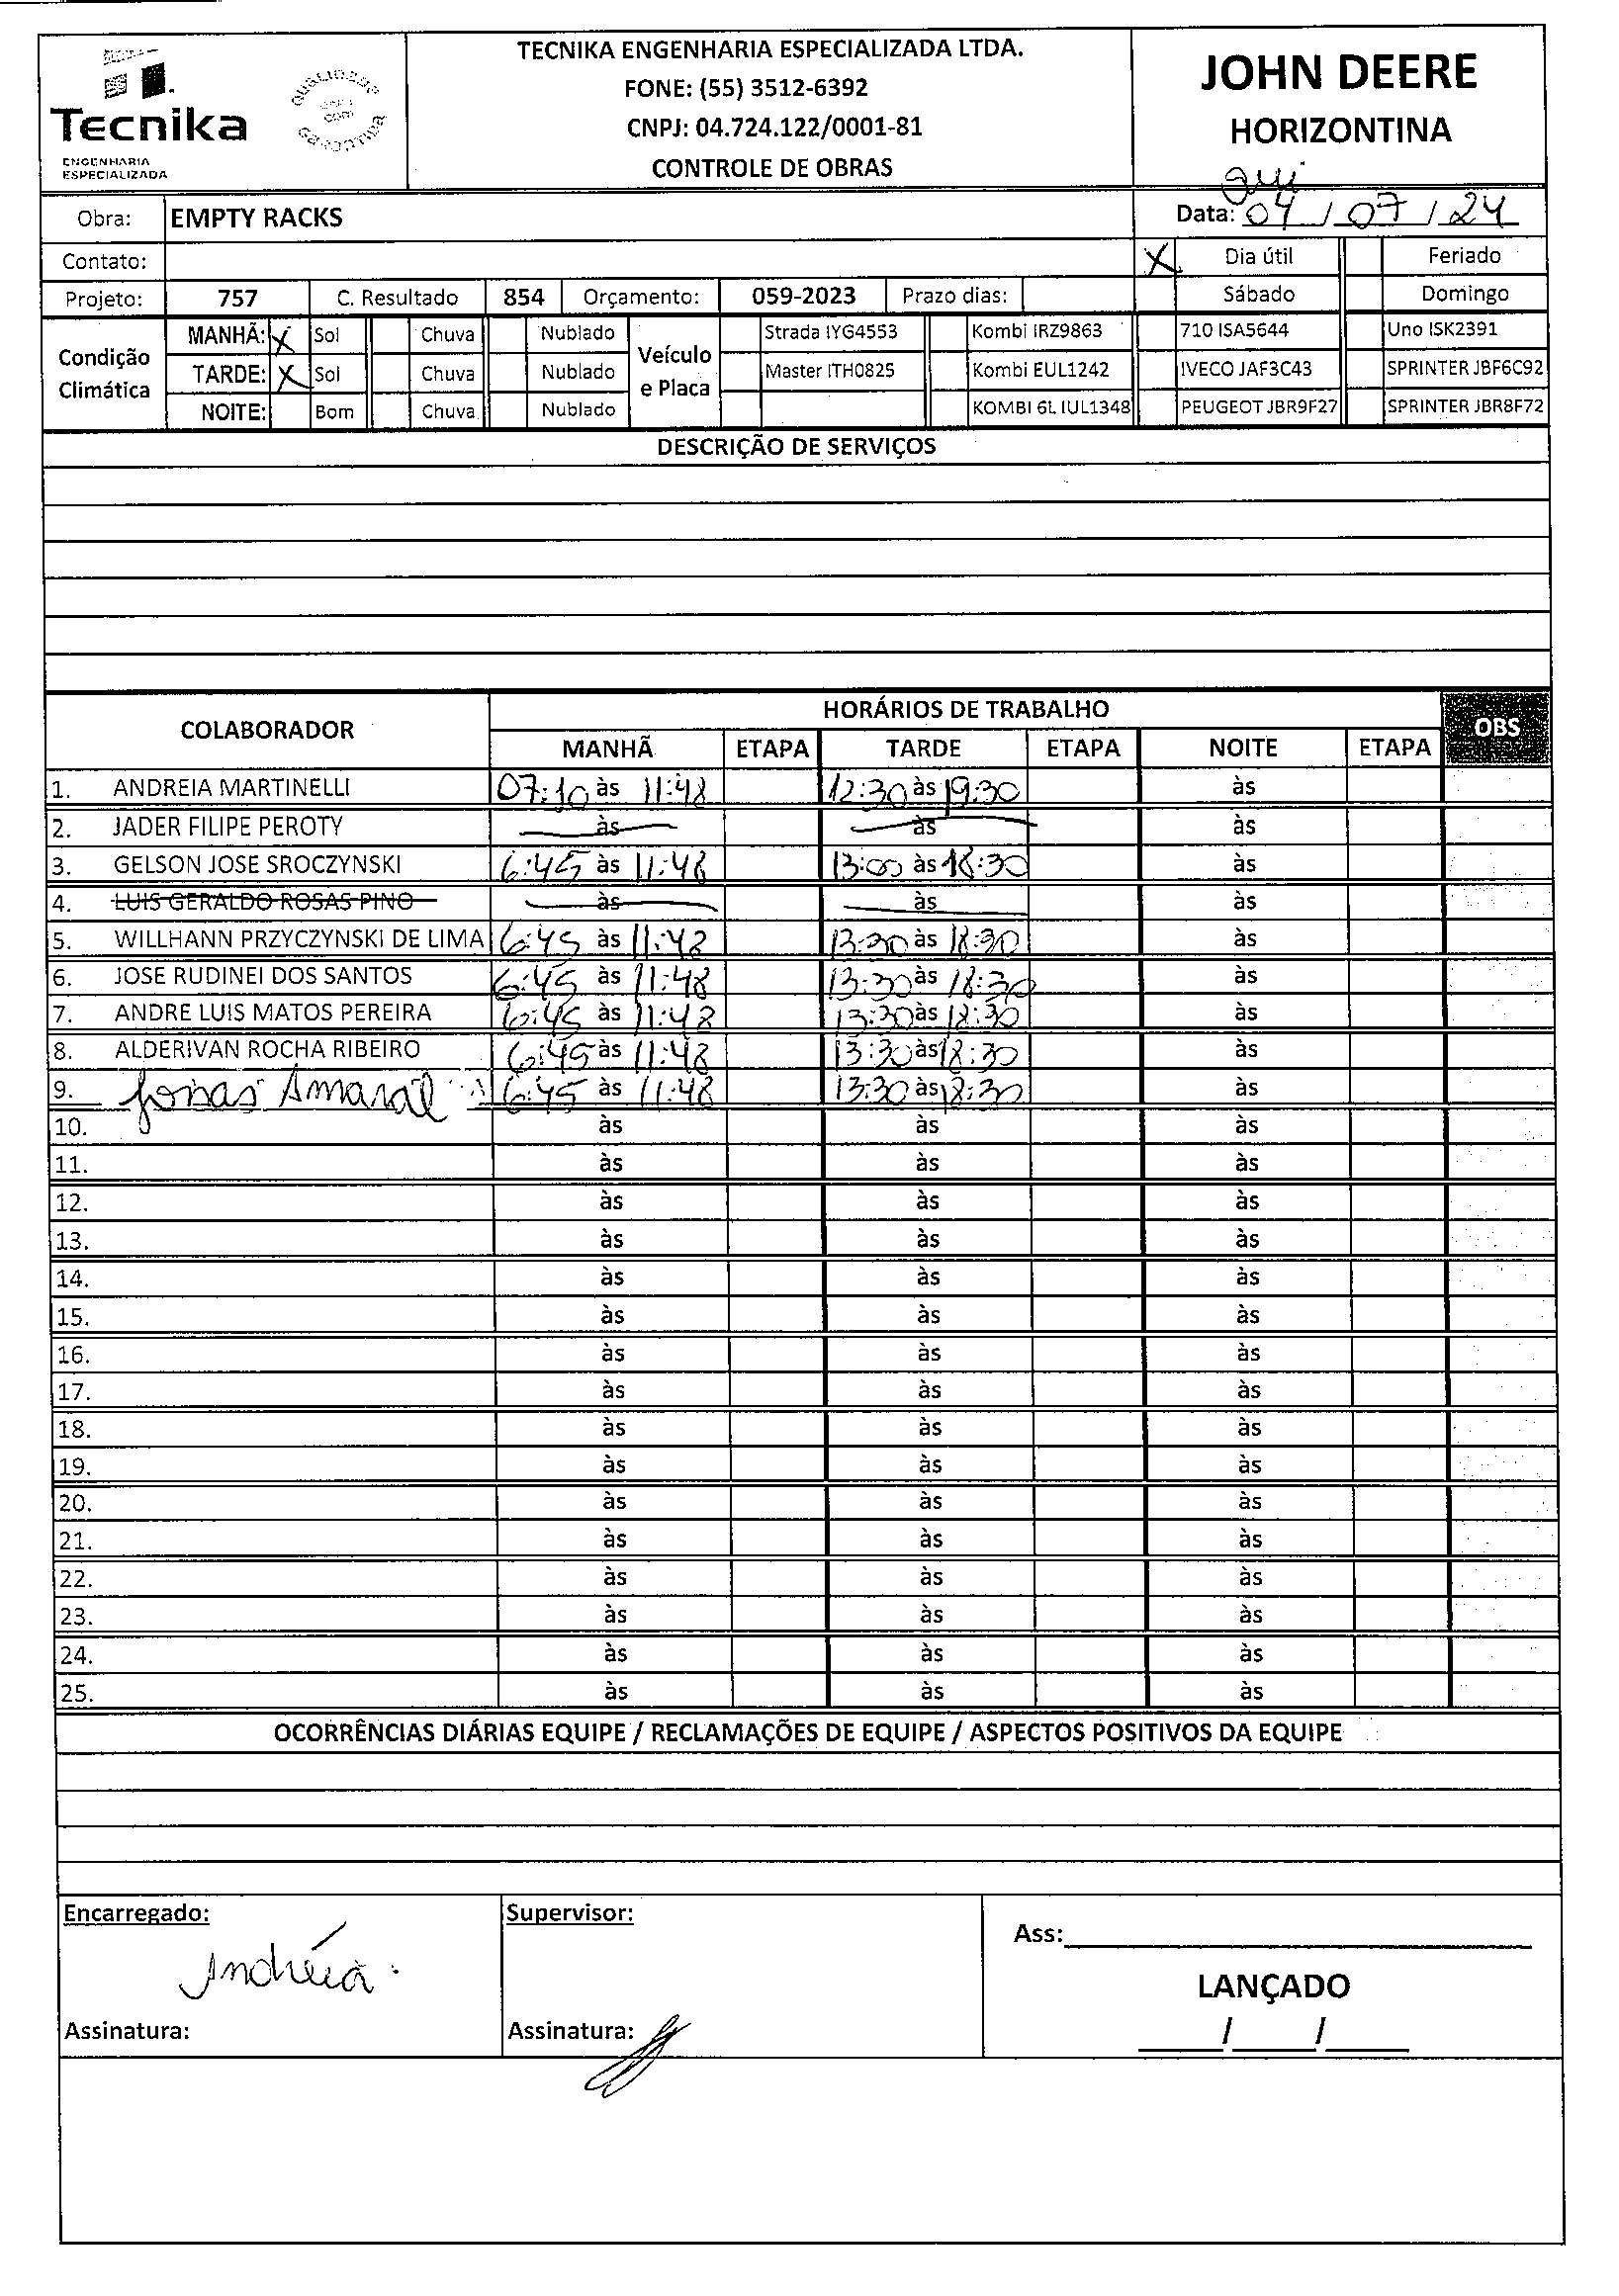 TECNIKA ENGENHARIA ESPECIALIZADA LTDA.
FONE: (55) 3512-6392
CNPJ: 04.724.122/0001-81
CONTROLE DE OBRAS
Tecnika
ENGENHARIA
ESPECIALIZADA
JOHN DEERE
HORIZONTINA
qui
Obra: EMPTY RACKS Data: 04/07/24
Contato: X Dia útil Feriado
Projeto: 757 C. Resultado 854 Orçamento: 059-2023 Prazo dias: Sábado Domingo
Condição Climática
MANHÃ: X Sol Chuva Nublado
TARDE: X Sol Chuva Nublado
NOITE: Bom Chuva Nublado
Veículo e Placa
Strada IYG4553 Kombi IRZ9863 710 ISA5644 Uno ISK2391
Master ITH0825 Kombi EUL1242 IVECO JAF3C43 SPRINTER JBF6C92
KOMBI 6L IUL1348 PEUGEOT JBR9F27 SPRINTER JBR8F72
DESCRIÇÃO DE SERVIÇOS
COLABORADOR HORÁRIOS DE TRABALHO OBS
MANHÃ ETAPA TARDE ETAPA NOITE ETAPA
1. ANDREIA MARTINELLI 07:10 às 11:48 12:30 às 19:30 às
2. JADER FILIPE PEROTY às às às
3. GELSON JOSE SROCZYNSKI 6:45 às 11:48 13:00 às 18:30 às
4. LUIS GERALDO ROSAS PINO às às às
5. WILLHANN PRZYCZYNSKI DE LIMA 6:45 às 11:48 13:30 às 18:30 às
6. JOSE RUDINEI DOS SANTOS 6:45 às 11:48 13:30 às 18:30 às
7. ANDRE LUIS MATOS PEREIRA 6:45 às 11:48 13:30 às 18:30 às
8. ALDERIVAN ROCHA RIBEIRO 6:45 às 11:48 13:30 às 18:30 às
9. Jonas Amaral 6:45 às 11:48 13:30 às 18:30 às
10. às às às
11. às às às
12. às às às
13. às às às
14. às às às
15. às às às
16. às às às
17. às às às
18. às às às
19. às às às
20. às às às
21. às às às
22. às às às
23. às às às
24. às às às
25. às às às
OCORRÊNCIAS DIÁRIAS EQUIPE / RECLAMAÇÕES DE EQUIPE / ASPECTOS POSITIVOS DA EQUIPE
Encarregado: Supervisor: Ass:
Andréia.
LANÇADO
Assinatura: Assinatura: / /